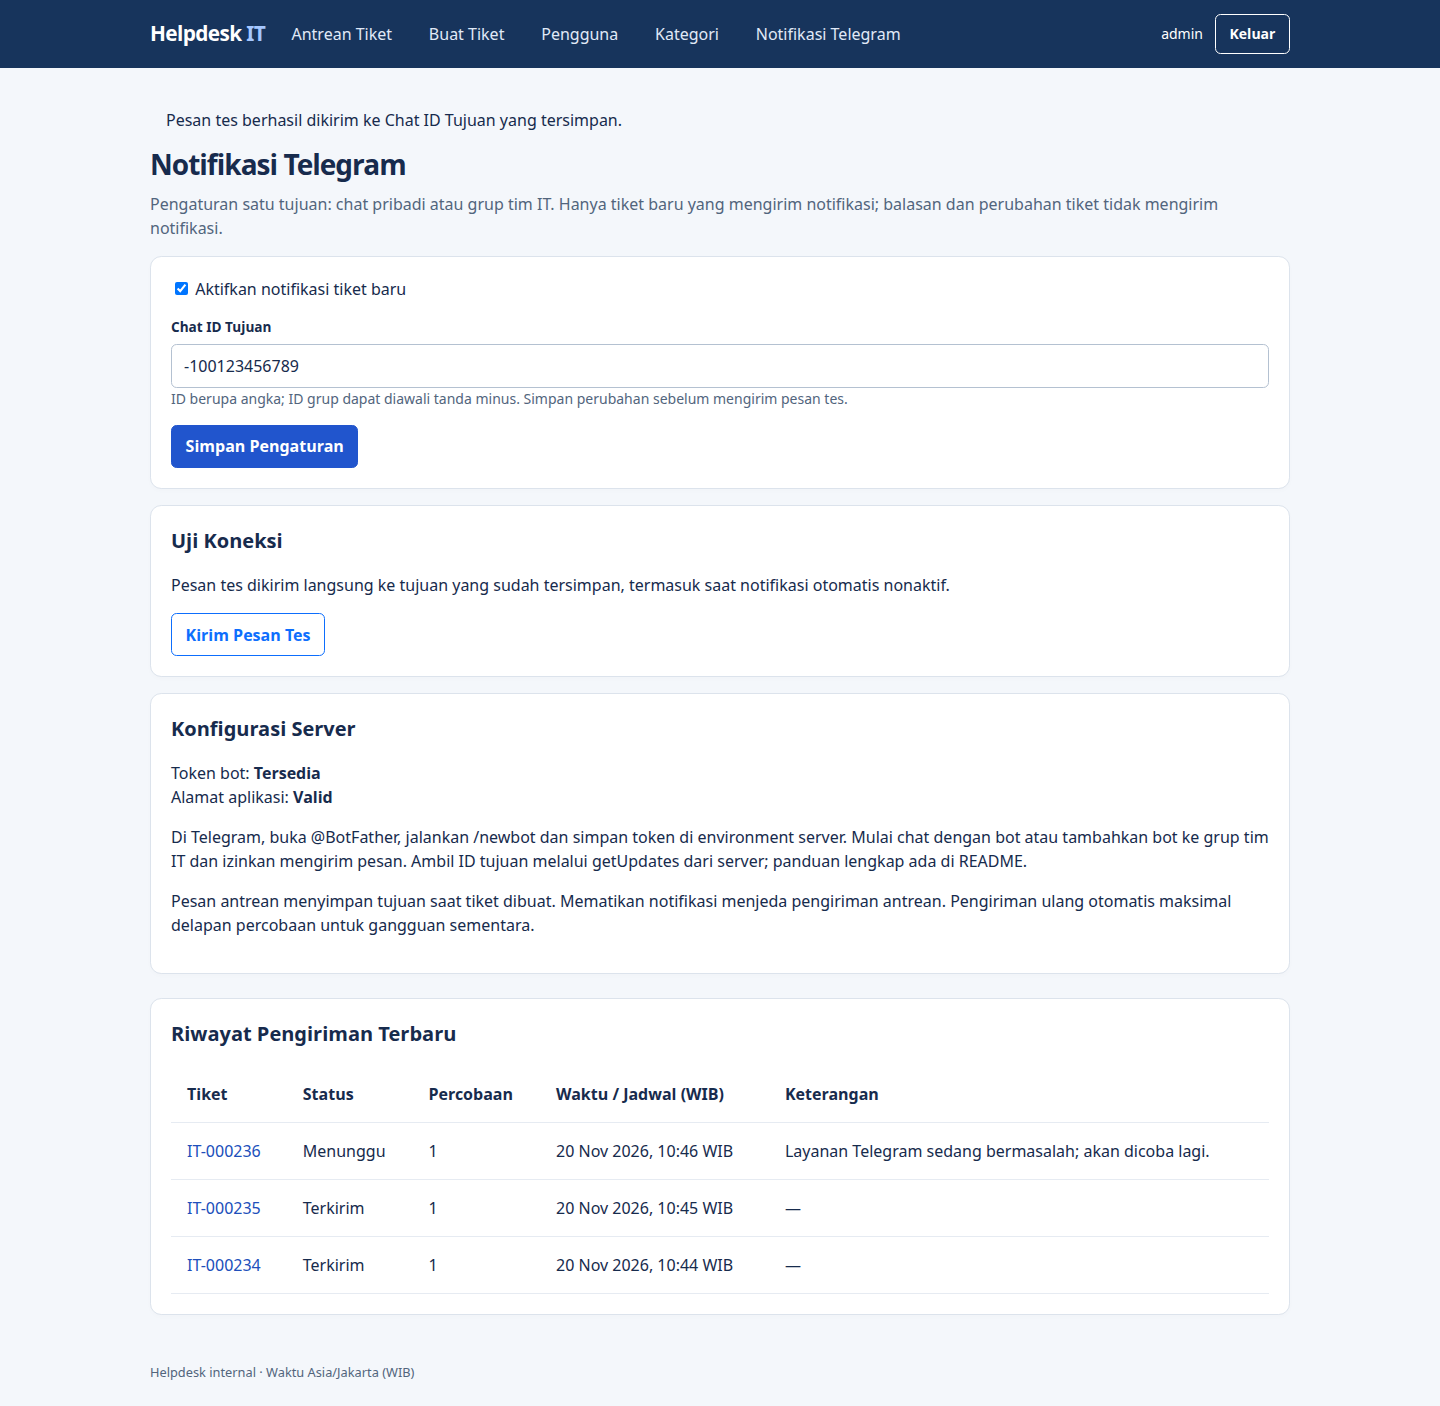 Helpdesk IT Antrean Tiket Buat Tiket Pengguna Kategori Notifikasi Telegram admin Keluar
Pesan tes berhasil dikirim ke Chat ID Tujuan yang tersimpan.
Notifikasi Telegram
Pengaturan satu tujuan: chat pribadi atau grup tim IT. Hanya tiket baru yang mengirim notifikasi; balasan dan perubahan tiket tidak mengirim
notifikasi.
Aktifkan notifikasi tiket baru
Chat ID Tujuan
-100123456789
ID berupa angka; ID grup dapat diawali tanda minus. Simpan perubahan sebelum mengirim pesan tes.
Simpan Pengaturan
Uji Koneksi
Pesan tes dikirim langsung ke tujuan yang sudah tersimpan, termasuk saat notifikasi otomatis nonaktif.
Kirim Pesan Tes
Konfigurasi Server
Token bot: Tersedia
Alamat aplikasi: Valid
Di Telegram, buka @BotFather, jalankan /newbot dan simpan token di environment server. Mulai chat dengan bot atau tambahkan bot ke grup tim
IT dan izinkan mengirim pesan. Ambil ID tujuan melalui getUpdates dari server; panduan lengkap ada di README.
Pesan antrean menyimpan tujuan saat tiket dibuat. Mematikan notifikasi menjeda pengiriman antrean. Pengiriman ulang otomatis maksimal
delapan percobaan untuk gangguan sementara.
Riwayat Pengiriman Terbaru
Tiket Status Percobaan Waktu / Jadwal (WIB) Keterangan
IT-000236 Menunggu 1 20 Nov 2026, 10:46 WIB Layanan Telegram sedang bermasalah; akan dicoba lagi.
IT-000235 Terkirim 1 20 Nov 2026, 10:45 WIB —
IT-000234 Terkirim 1 20 Nov 2026, 10:44 WIB —
Helpdesk internal · Waktu Asia/Jakarta (WIB)